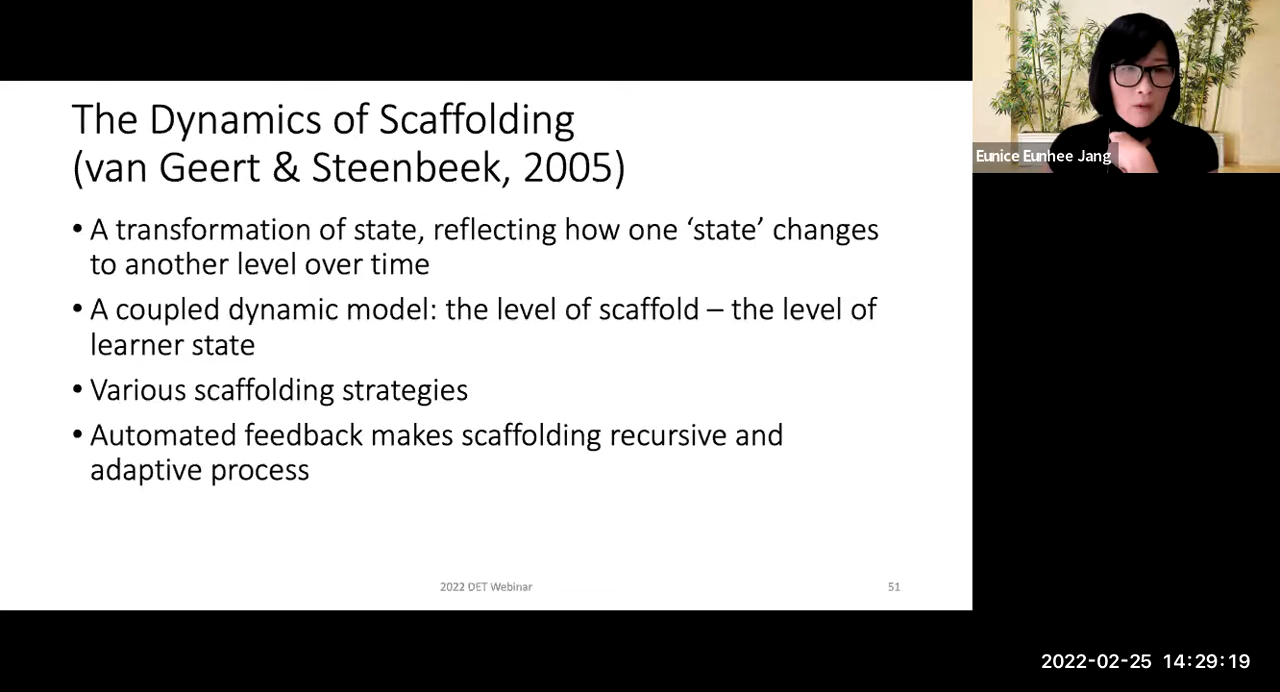 The Dynamics of Scaffolding
(van Geert & Steenbeek, 2005)
• A transformation of state, reflecting how one ‘state’ changes
to another level over time
• A coupled dynamic model: the level of scaffold – the level of
learner state
• Various scaffolding strategies
• Automated feedback makes scaffolding recursive and
adaptive process
2022 DET Webinar
51
Eunice Eunhee Jang
2022-02-25 14:29:19